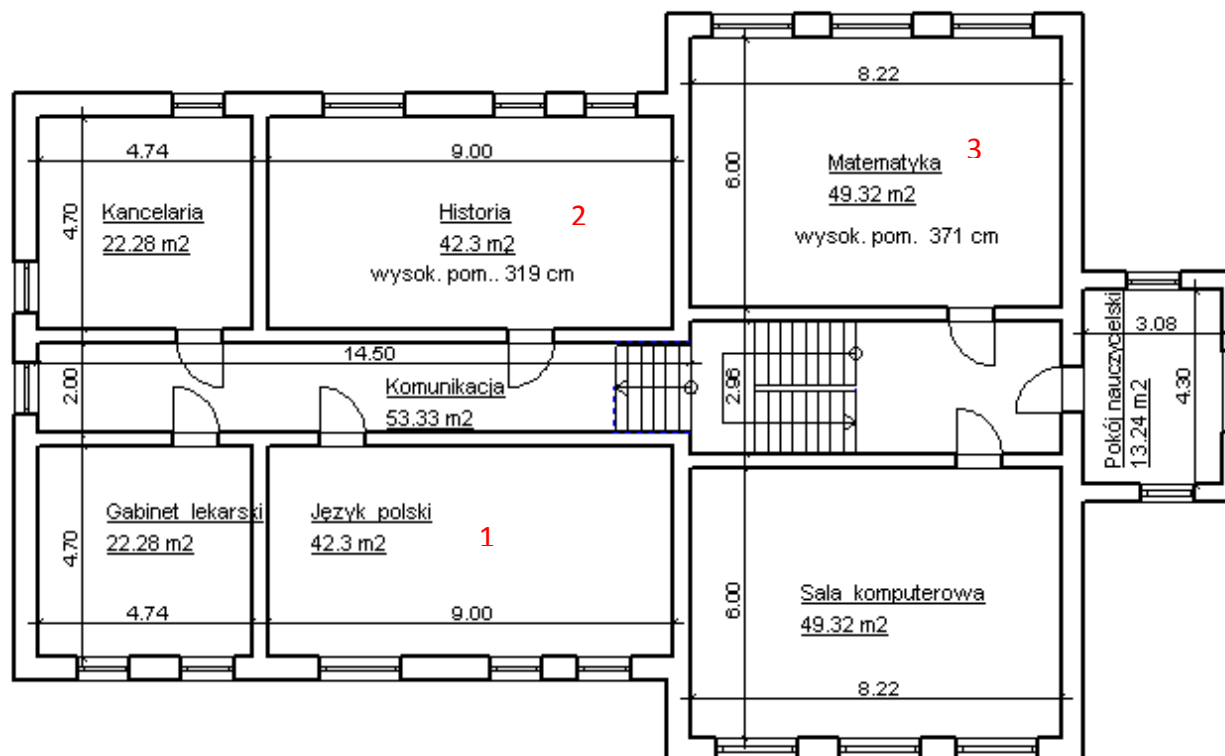 8.22
6.00
Matematyka
3
49.32 m2
wysok. pom. 371 cm
4.74
9.00
4.70
Kancelaria
22.28 m2
Historia
2
42.3 m2
wysok. pom.. 319 cm
14.50
2.00
Komunikacja
53.33 m2
2.96
Pokój nauczycelski
13.24 m2
3.08
4.30
4.70
Gabinet lekarski
22.28 m2
4.74
Język polski
42.3 m2
1
9.00
6.00
Sala komputerowa
49.32 m2
8.22